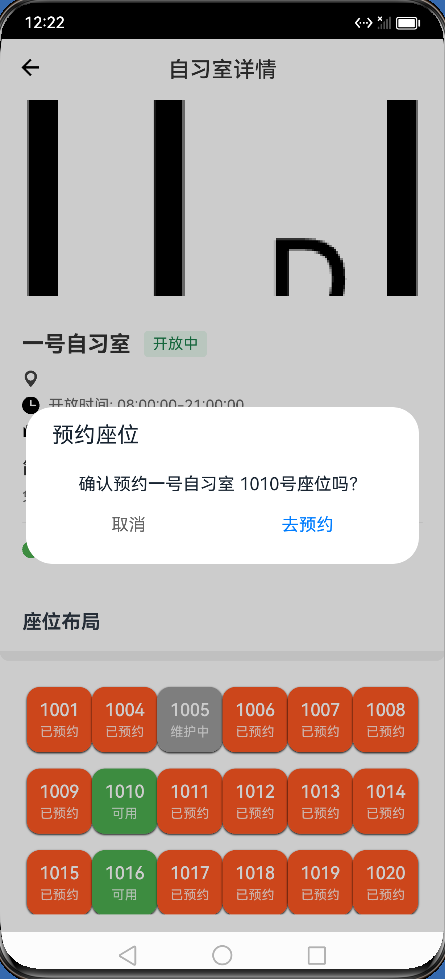 12:22
自习室详情
一号自习室 开放中
开放时间: 08:00:00-21:00:00
预约座位
确认预约一号自习室 1010号座位吗?
取消 去预约
座位布局
1001 1004 1005 1006 1007 1008
已预约 已预约 维护中 已预约 已预约 已预约
1009 1010 1011 1012 1013 1014
已预约 可用 已预约 已预约 已预约 已预约
1015 1016 1017 1018 1019 1020
已预约 可用 已预约 已预约 已预约 已预约